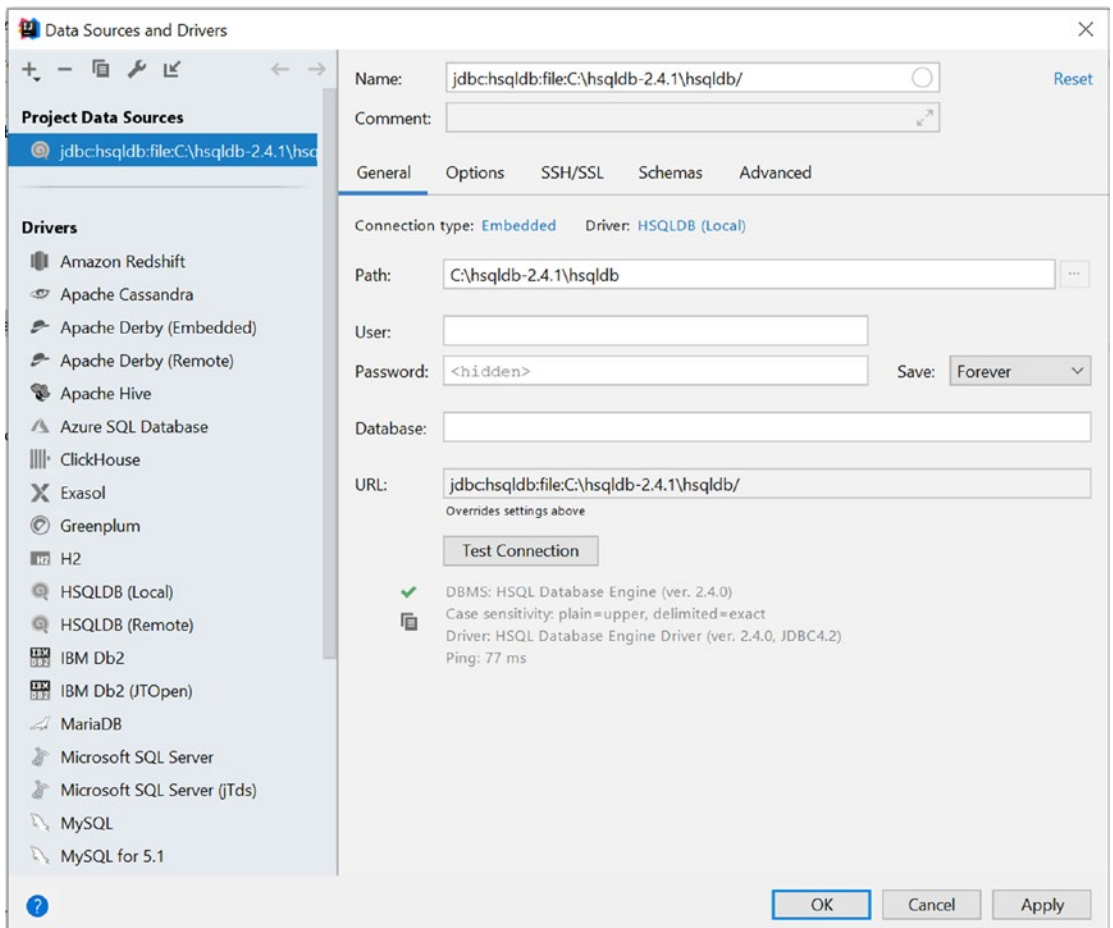 Data Sources and Drivers
Project Data Sources
jdbc:hsqldb:file:C:\hsqldb-2.4.1\hsq
Drivers
Amazon Redshift
Apache Cassandra
Apache Derby (Embedded)
Apache Derby (Remote)
Apache Hive
Azure SQL Database
ClickHouse
Exasol
Greenplum
H2
HSQLDB (Local)
HSQLDB (Remote)
IBM Db2
IBM Db2 (JTOpen)
MariaDB
Microsoft SQL Server
Microsoft SQL Server (jTds)
MySQL
MySQL for 5.1
Name: jdbc:hsqldb:file:C:\hsqldb-2.4.1\hsqldb/ Reset
Comment:
General Options SSH/SSL Schemas Advanced
Connection type: Embedded Driver: HSQLDB (Local)
Path: C:\hsqldb-2.4.1\hsqldb ...
User:
Password: <hidden> Save: Forever
Database:
URL: jdbc:hsqldb:file:C:\hsqldb-2.4.1\hsqldb/
Overrides settings above
Test Connection
DBMS: HSQL Database Engine (ver. 2.4.0)
Case sensitivity: plain=upper, delimited=exact
Driver: HSQL Database Engine Driver (ver. 2.4.0, JDBC4.2)
Ping: 77 ms
? OK Cancel Apply